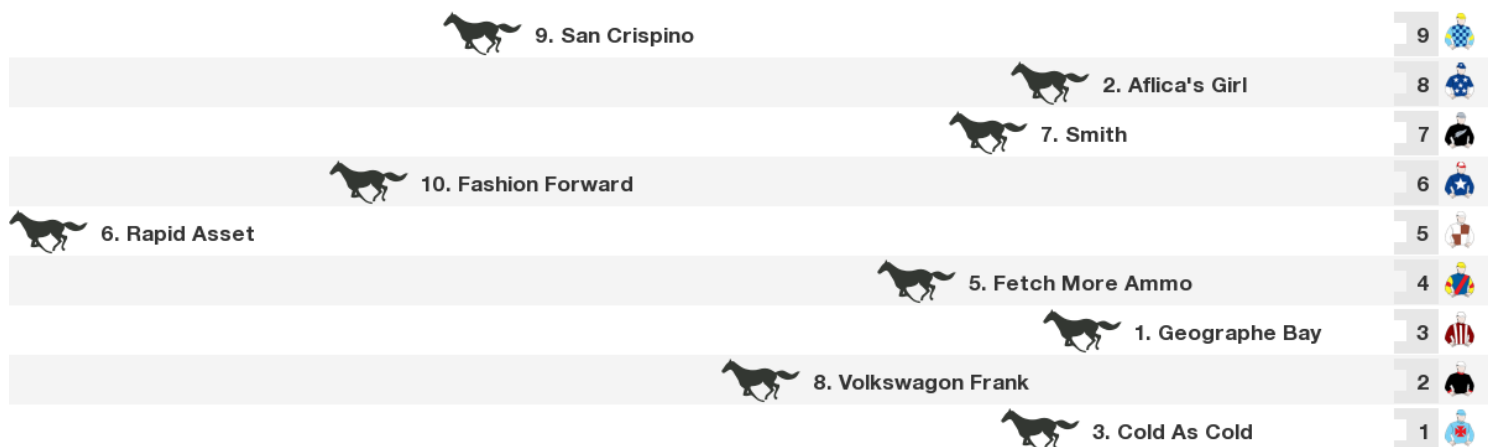 9. San Crispino 9
2. Aflica's Girl 8
7. Smith 7
10. Fashion Forward 6
6. Rapid Asset 5
5. Fetch More Ammo 4
1. Geographe Bay 3
8. Volkswagon Frank 2
3. Cold As Cold 1